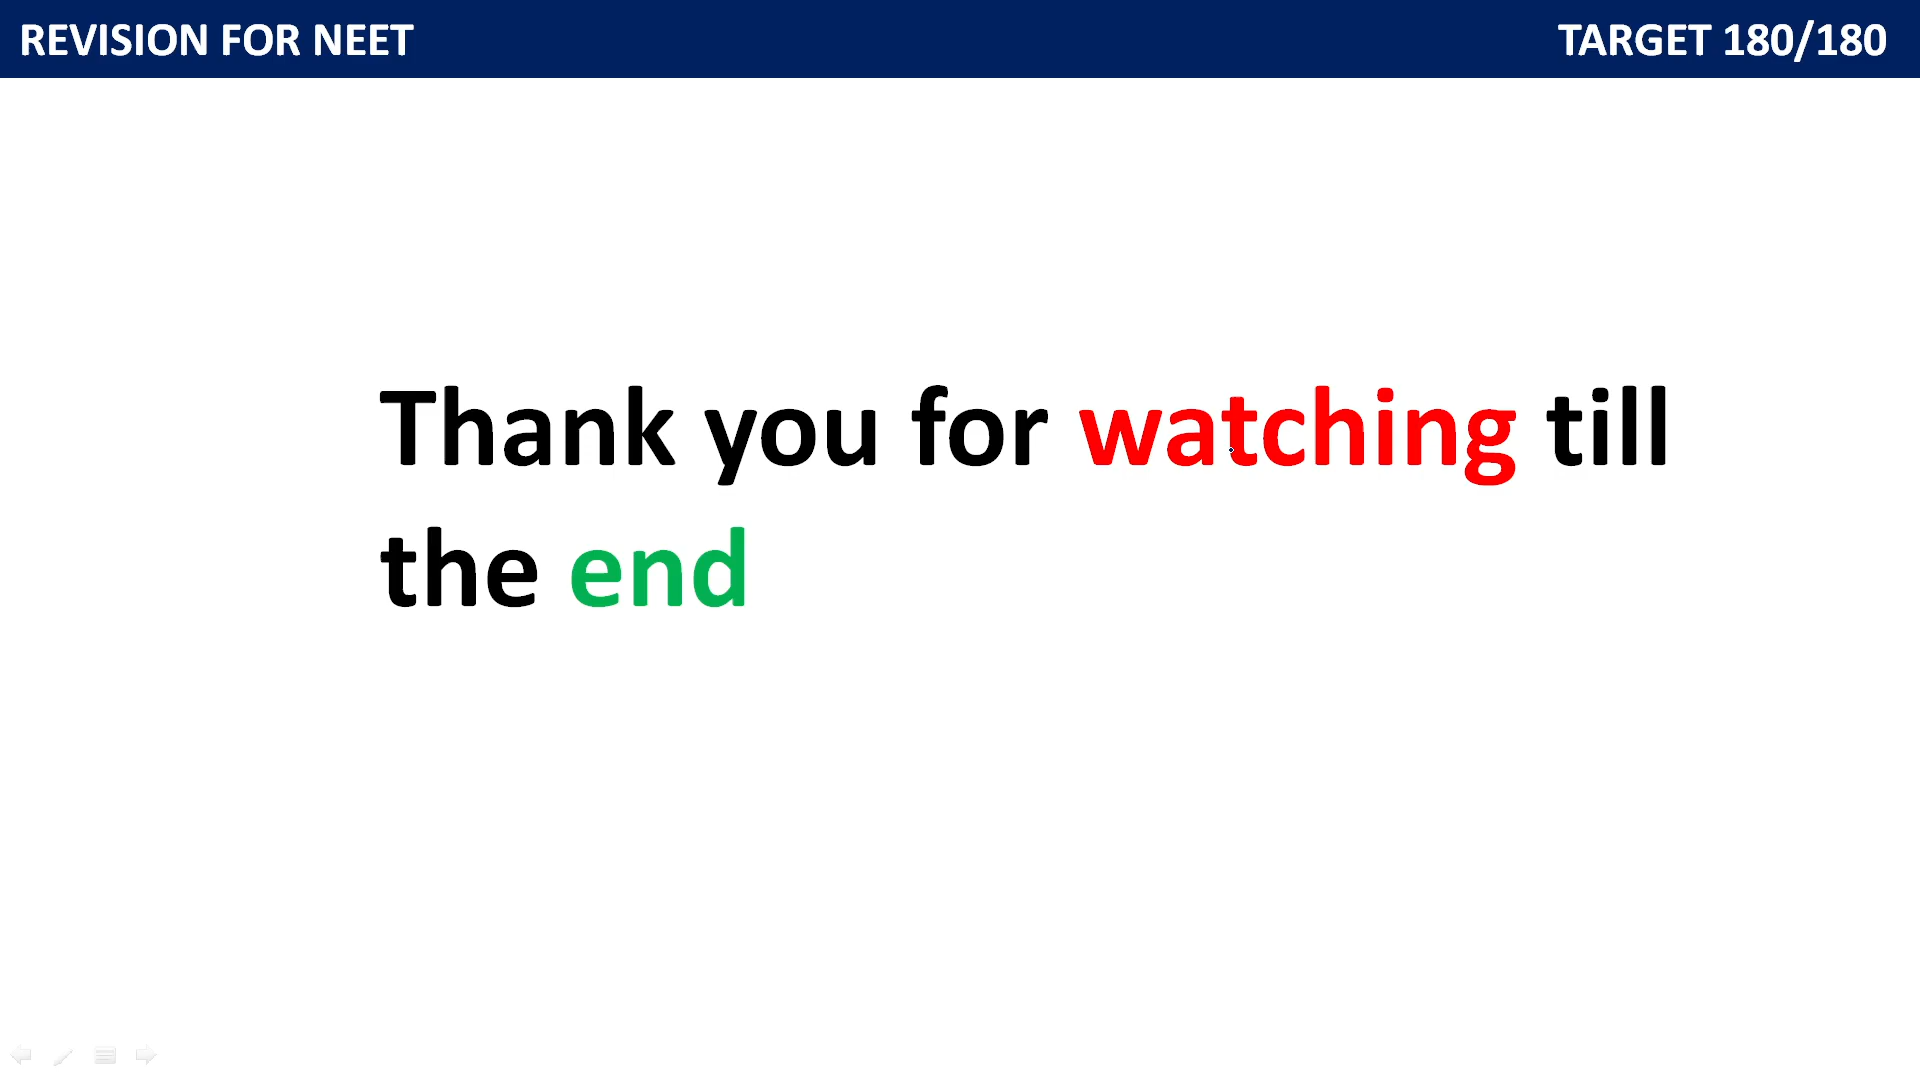 REVISION FOR NEET
TARGET 180/180
Thank you for watching till
the end